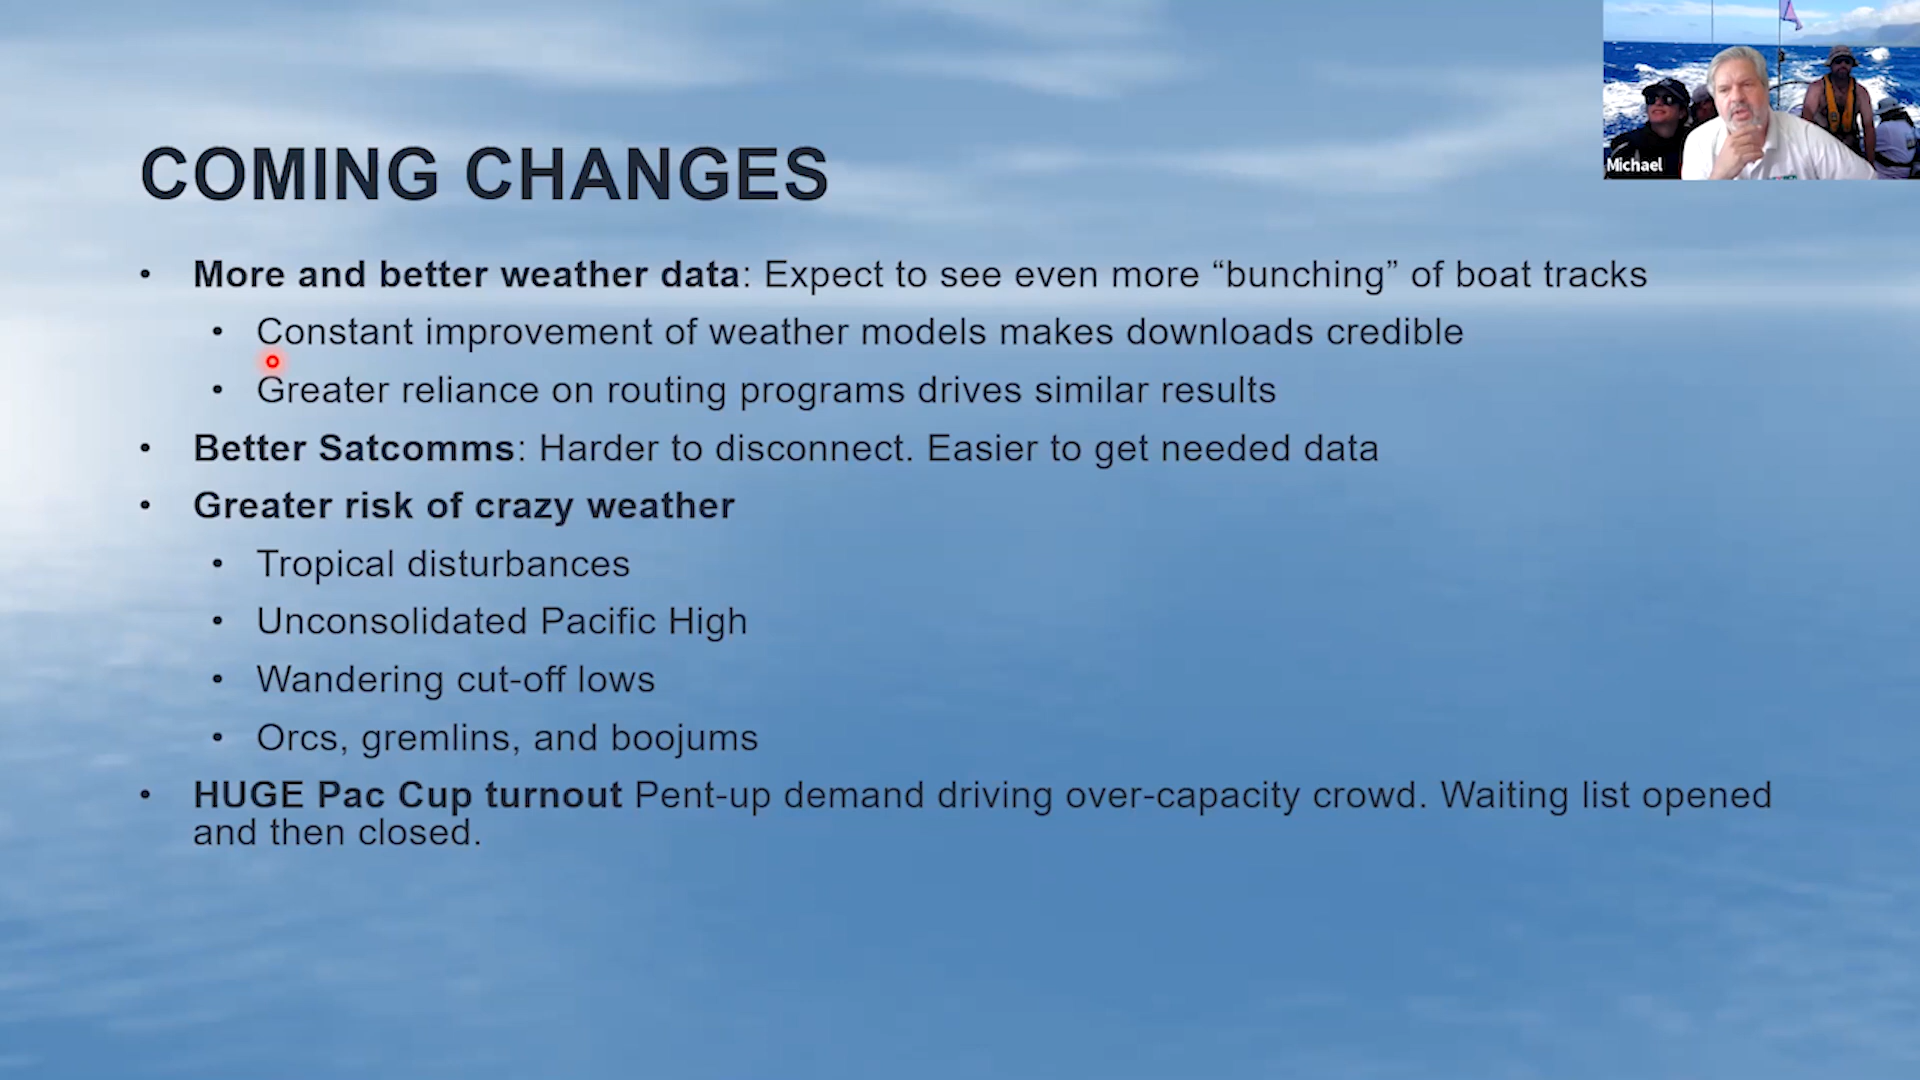 Michael
COMING CHANGES
• More and better weather data: Expect to see even more “bunching” of boat tracks
• Constant improvement of weather models makes downloads credible
• Greater reliance on routing programs drives similar results
• Better Satcomms: Harder to disconnect. Easier to get needed data
• Greater risk of crazy weather
• Tropical disturbances
• Unconsolidated Pacific High
• Wandering cut-off lows
• Orcs, gremlins, and boojums
• HUGE Pac Cup turnout Pent-up demand driving over-capacity crowd. Waiting list opened
and then closed.